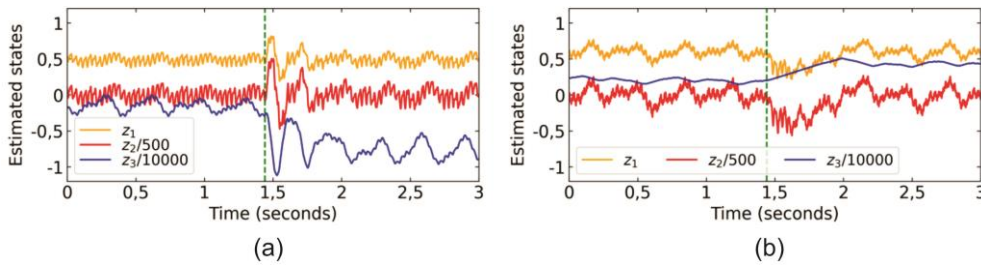 Estimated states
1
0,5
0
-0,5
-1
z1
z2/500
z3/10000
0 0,5 1 1,5 2 2,5 3
Time (seconds)
(a)
Estimated states
1
0,5
0
-0,5
-1
z1 z2/500 z3/10000
0 0,5 1 1,5 2 2,5 3
Time (seconds)
(b)